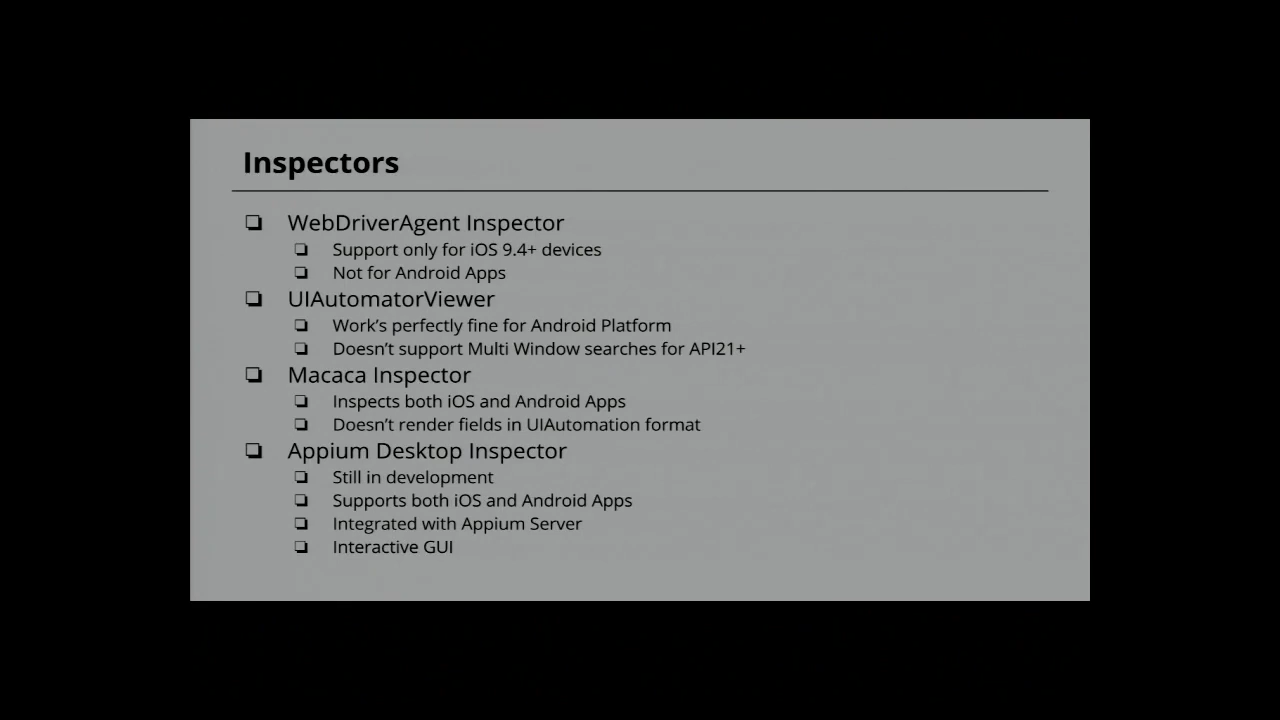 Inspectors
WebDriverAgent Inspector
Support only for iOS 9.4+ devices
Not for Android Apps
UIAutomatorViewer
Work's perfectly fine for Android Platform
Doesn't support Multi Window searches for API21+
Macaca Inspector
Inspects both iOS and Android Apps
Doesn't render fields in UIAutomation format
Appium Desktop Inspector
Still in development
Supports both iOS and Android Apps
Integrated with Appium Server
Interactive GUI